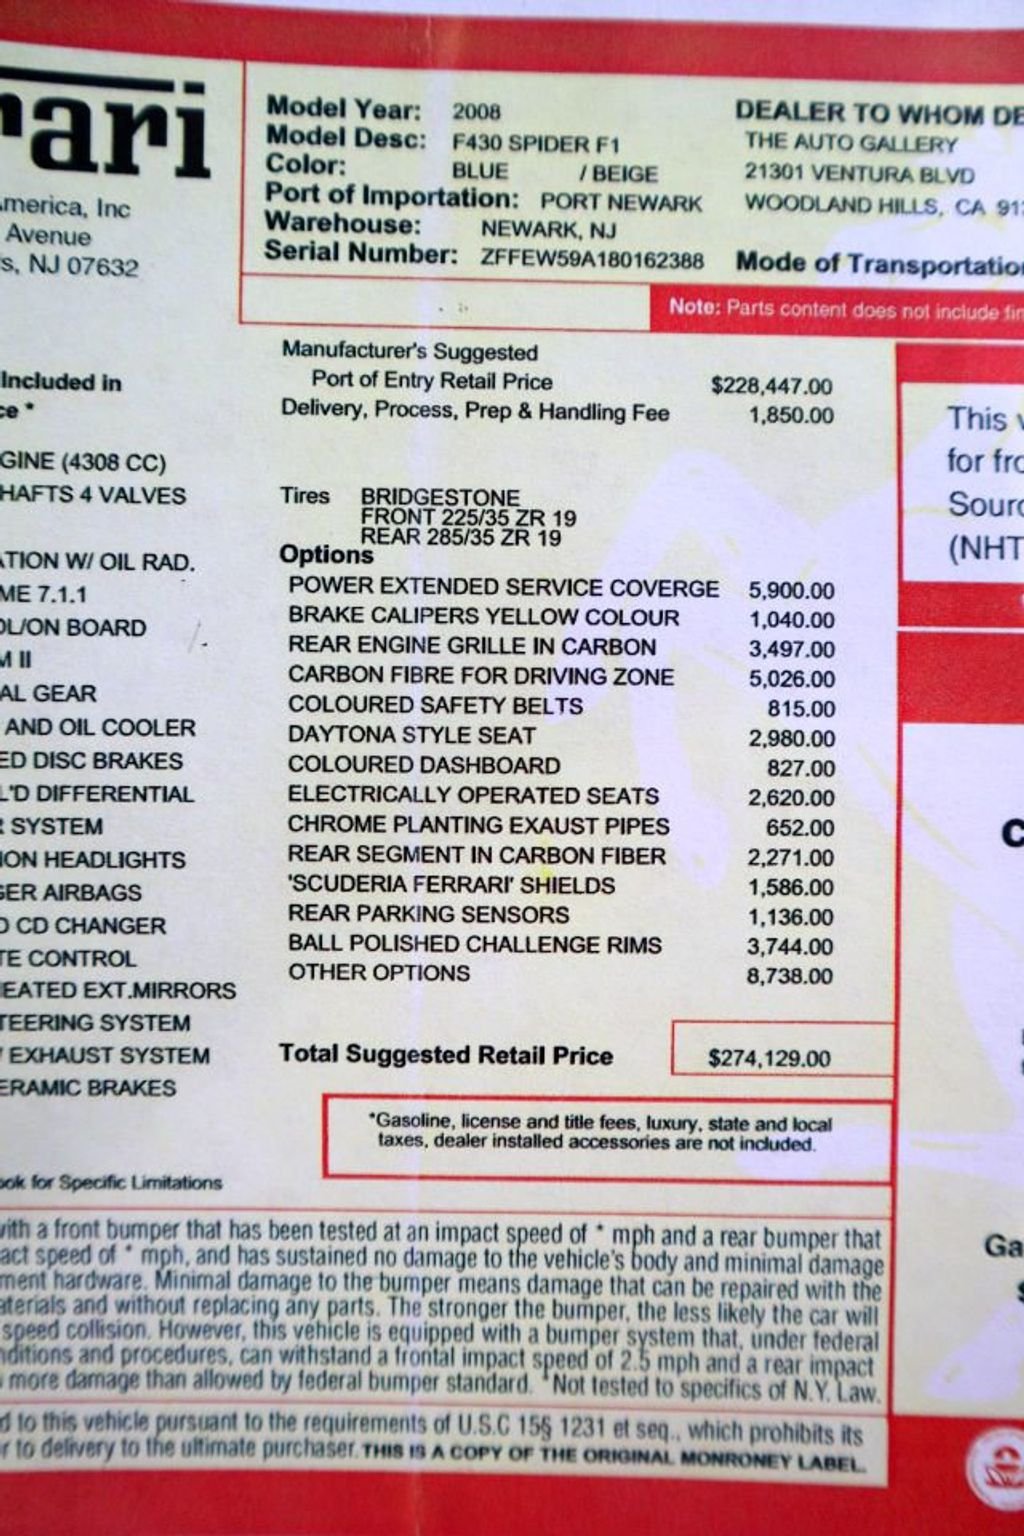 rari
America, Inc
Avenue
s, NJ 07632
Model Year: 2008
Model Desc: F430 SPIDER F1
Color: BLUE / BEIGE
Port of Importation: PORT NEWARK
Warehouse: NEWARK, NJ
Serial Number: ZFFEW59A180162388
DEALER TO WHOM DE
THE AUTO GALLERY
21301 VENTURA BLVD
WOODLAND HILLS, CA 913
Mode of Transportation
Note: Parts content does not include fin
Included in
ce *
GINE (4308 CC)
HAFTS 4 VALVES
ATION W/ OIL RAD.
ME 7.1.1
OL/ON BOARD
M II
AL GEAR
AND OIL COOLER
ED DISC BRAKES
L'D DIFFERENTIAL
R SYSTEM
ION HEADLIGHTS
GER AIRBAGS
D CD CHANGER
TE CONTROL
EATED EXT.MIRRORS
TEERING SYSTEM
/ EXHAUST SYSTEM
ERAMIC BRAKES
ook for Specific Limitations
Manufacturer's Suggested
Port of Entry Retail Price $228,447.00
Delivery, Process, Prep & Handling Fee 1,850.00
Tires BRIDGESTONE
FRONT 225/35 ZR 19
REAR 285/35 ZR 19
Options
POWER EXTENDED SERVICE COVERGE 5,900.00
BRAKE CALIPERS YELLOW COLOUR 1,040.00
REAR ENGINE GRILLE IN CARBON 3,497.00
CARBON FIBRE FOR DRIVING ZONE 5,026.00
COLOURED SAFETY BELTS 815.00
DAYTONA STYLE SEAT 2,980.00
COLOURED DASHBOARD 827.00
ELECTRICALLY OPERATED SEATS 2,620.00
CHROME PLANTING EXAUST PIPES 652.00
REAR SEGMENT IN CARBON FIBER 2,271.00
'SCUDERIA FERRARI' SHIELDS 1,586.00
REAR PARKING SENSORS 1,136.00
BALL POLISHED CHALLENGE RIMS 3,744.00
OTHER OPTIONS 8,738.00
Total Suggested Retail Price $274,129.00
*Gasoline, license and title fees, luxury, state and local
taxes, dealer installed accessories are not included.
This v
for fro
Sourc
(NHT
C
Ga
with a front bumper that has been tested at an impact speed of * mph and a rear bumper that
act speed of * mph, and has sustained no damage to the vehicle's body and minimal damage
ment hardware. Minimal damage to the bumper means damage that can be repaired with the
aterials and without replacing any parts. The stronger the bumper, the less likely the car will
speed collision. However, this vehicle is equipped with a bumper system that, under federal
nditions and procedures, can withstand a frontal impact speed of 2.5 mph and a rear impact
more damage than allowed by federal bumper standard. *Not tested to specifics of N.Y. Law.
d to this vehicle pursuant to the requirements of U.S.C 15§ 1231 et seq., which prohibits its
r to delivery to the ultimate purchaser. THIS IS A COPY OF THE ORIGINAL MONRONEY LABEL.